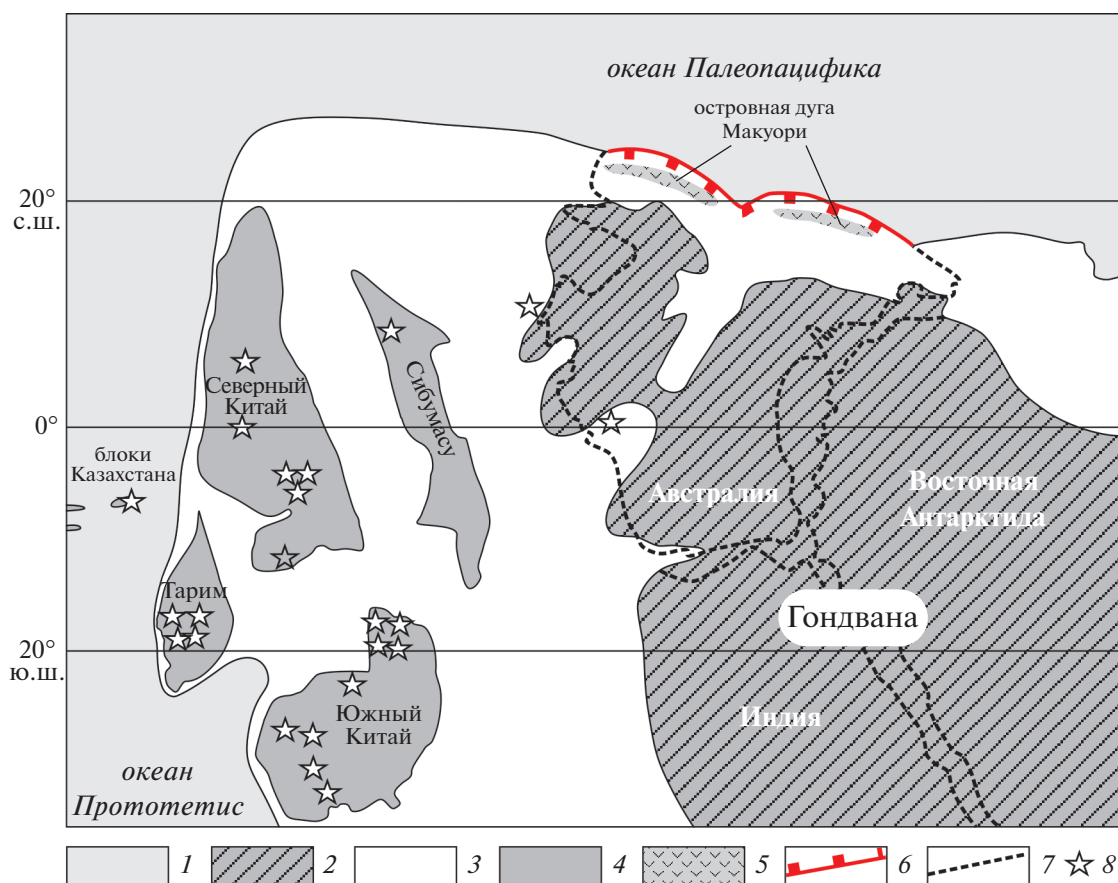 океан Палеопацифика
островная дуга
Макуори
20°
с.ш.
Северный
Китай
Сибумасу
0°
блоки
Казахстана
Австралия
Восточная
Антарктида
Тарим
Гондвана
20°
ю.ш.
Южный
Китай
Индия
океан
Прототетис
1 2 3 4 5 6 7 8